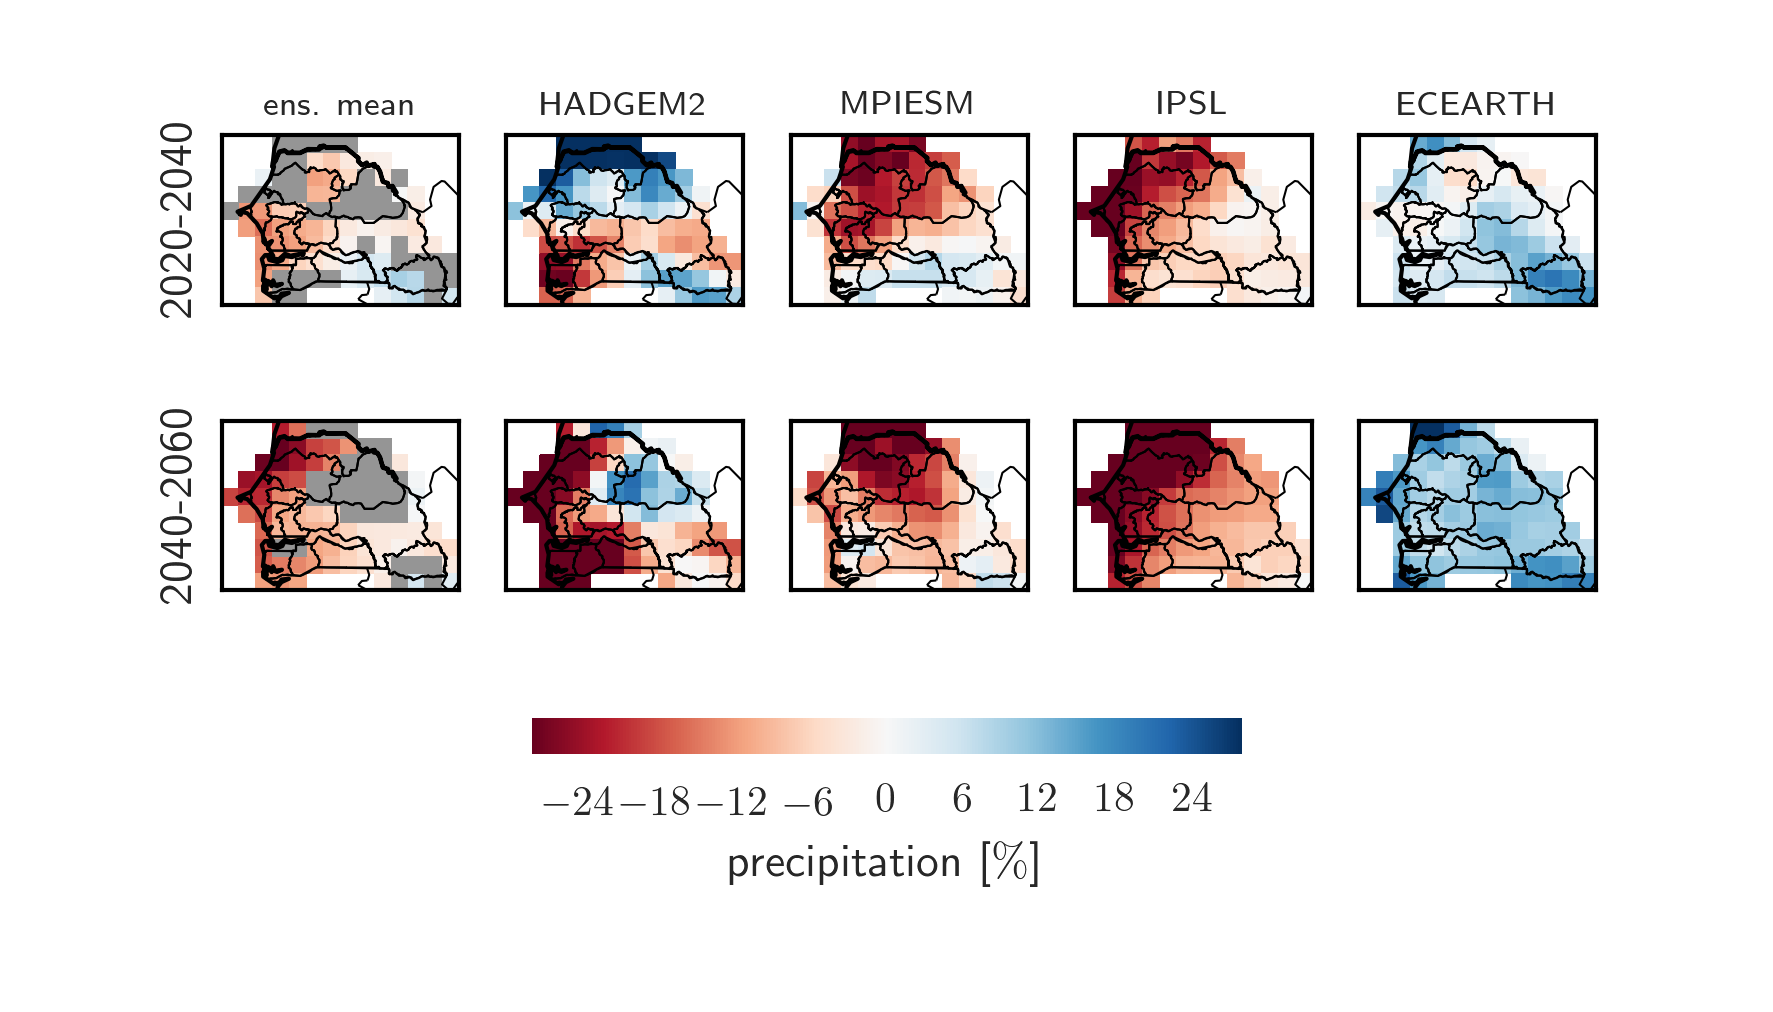 ens. mean HADGEM2 MPIESM IPSL ECEARTH
2020-2040
2040-2060
−24 −18 −12 −6 0 6 12 18 24
precipitation [%]